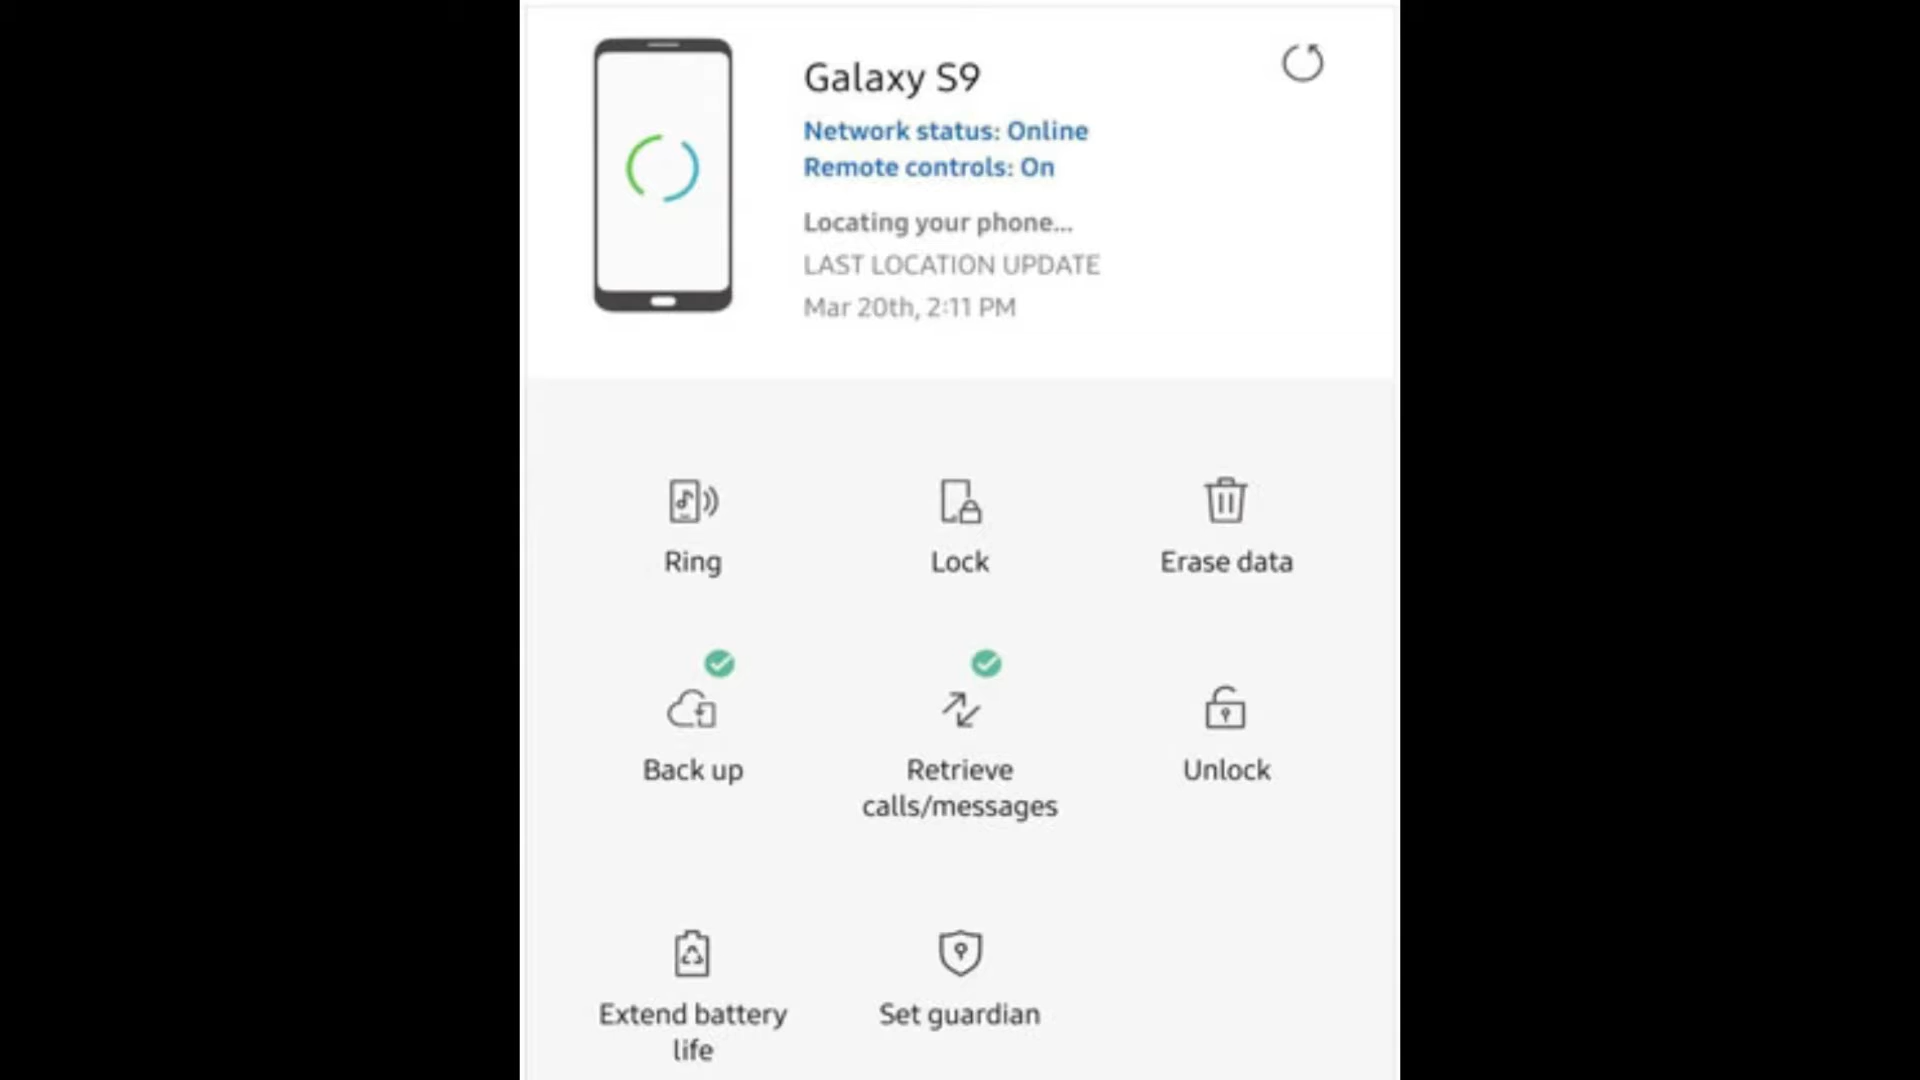 Galaxy S9
Network status: Online
Remote controls: On
Locating your phone...
LAST LOCATION UPDATE
Mar 20th, 2:11 PM
Ring
Lock
Erase data
Back up
Retrieve
calls/messages
Unlock
Extend battery
life
Set guardian